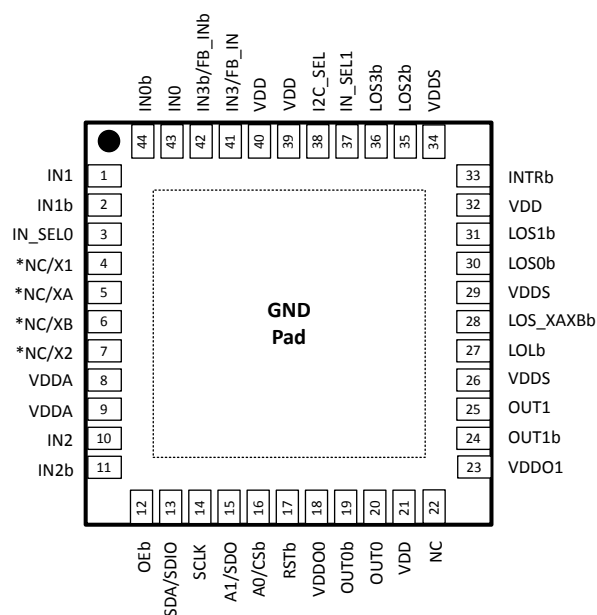 IN0b
IN0
IN3b/FB_INb
IN3/FB_IN
VDD
VDD
I2C_SEL
IN_SEL1
LOS3b
LOS2b
VDDS
44
43
42
41
40
39
38
37
36
35
34
IN1 1
IN1b 2
IN_SEL0 3
*NC/X1 4
*NC/XA 5
*NC/XB 6
*NC/X2 7
VDDA 8
VDDA 9
IN2 10
IN2b 11
GND
Pad
33 INTRb
32 VDD
31 LOS1b
30 LOS0b
29 VDDS
28 LOS_XAXBb
27 LOLb
26 VDDS
25 OUT1
24 OUT1b
23 VDDO1
12
13
14
15
16
17
18
19
20
21
22
OEb
SDA/SDIO
SCLK
A1/SDO
A0/CSb
RSTb
VDDO0
OUT0b
OUT0
VDD
NC